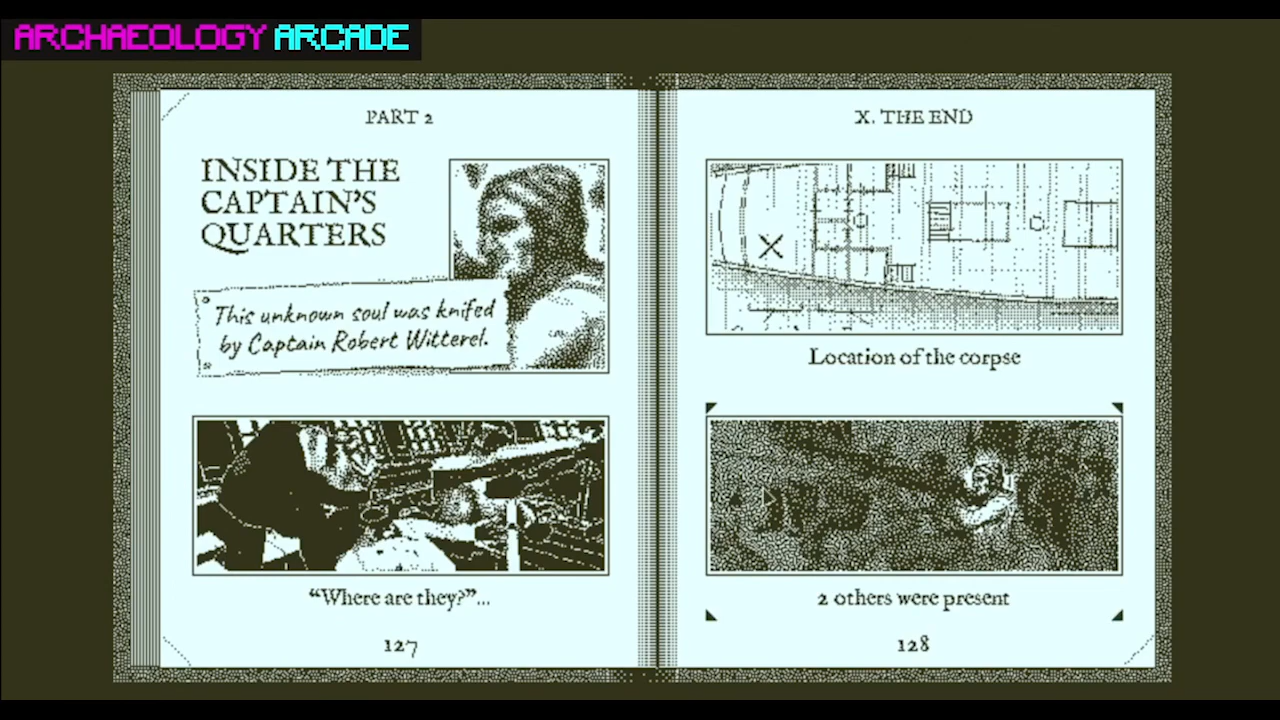 ARCHAEOLOGY ARCADE
PART 2
INSIDE THE
CAPTAIN'S
QUARTERS
This unknown soul was knifed
by Captain Robert Witterel.
"Where are they?"...
127
X. THE END
Location of the corpse
2 others were present
128